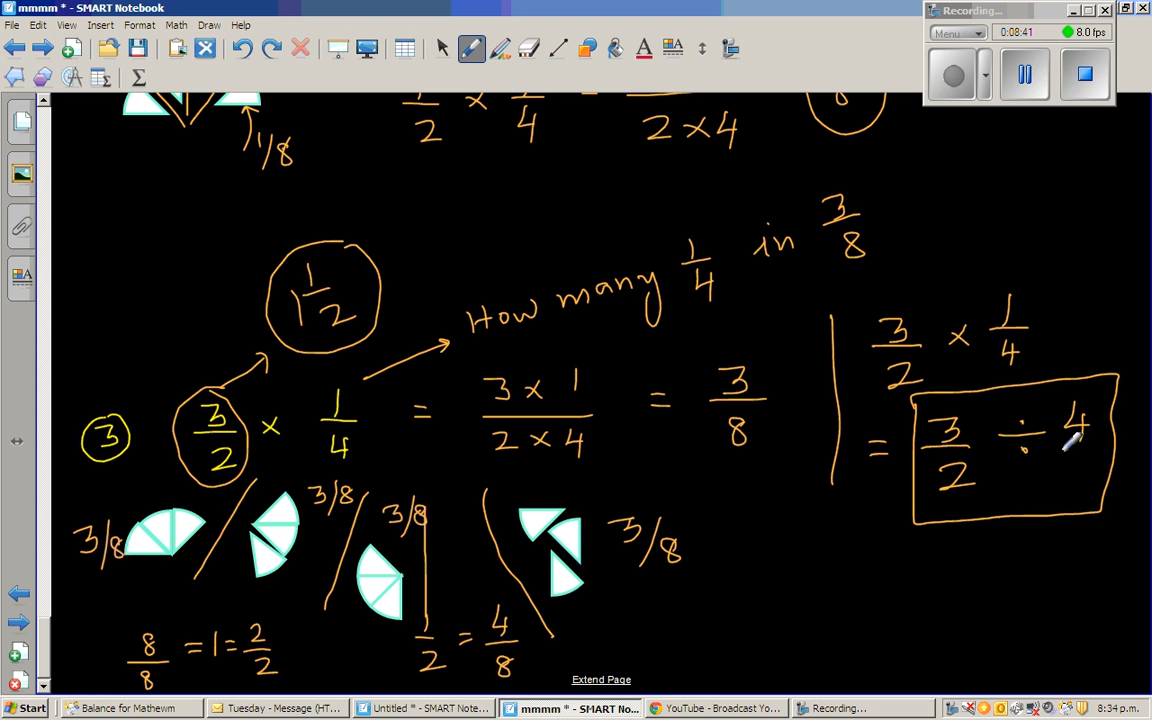 mmmm * - SMART Notebook
File Edit View Insert Format Math Draw Help
Recording...
Menu 0:08:41 8.0 fps
1/2 × 1/4 = 2 × 4 8
1/8
How many 1/4 in 3/8
1 1/2
3/2 × 1/4
3 3/2 × 1/4 = 3 × 1 / 2 × 4 = 3/8
= 3/2 ÷ 4
3/8 3/8 3/8 3/8
8/8 = 1 = 2/2 1/2 = 4/8
Extend Page
Start Balance for Mathewm Tuesday - Message (HT... Untitled * - SMART Not... mmmm * - SMART No... YouTube - Broadcast Yo... Recording... 8:34 p.m.